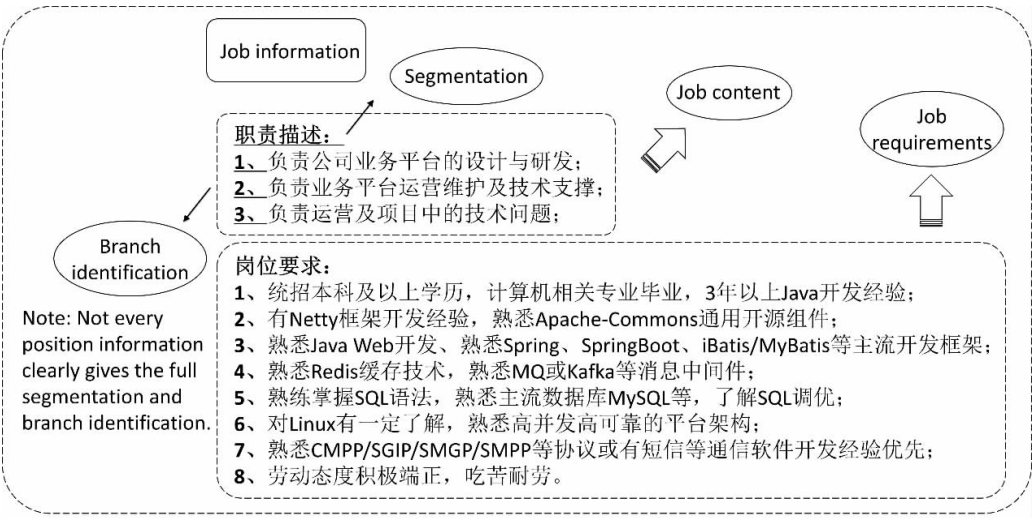 Job information
Segmentation
Job content
Job
requirements
职责描述：
1、负责公司业务平台的设计与研发；
2、负责业务平台运营维护及技术支撑；
3、负责运营及项目中的技术问题；
Branch
identification
Note: Not every
position information
clearly gives the full
segmentation and
branch identification.
岗位要求：
1、统招本科及以上学历，计算机相关专业毕业，3年以上Java开发经验；
2、有Netty框架开发经验，熟悉Apache-Commons通用开源组件；
3、熟悉Java Web开发、熟悉Spring、SpringBoot、iBatis/MyBatis等主流开发框架；
4、熟悉Redis缓存技术，熟悉MQ或Kafka等消息中间件；
5、熟练掌握SQL语法，熟悉主流数据库MySQL等，了解SQL调优；
6、对Linux有一定了解，熟悉高并发高可靠的平台架构；
7、熟悉CMPP/SGIP/SMGP/SMPP等协议或有短信等通信软件开发经验优先；
8、劳动态度积极端正，吃苦耐劳。